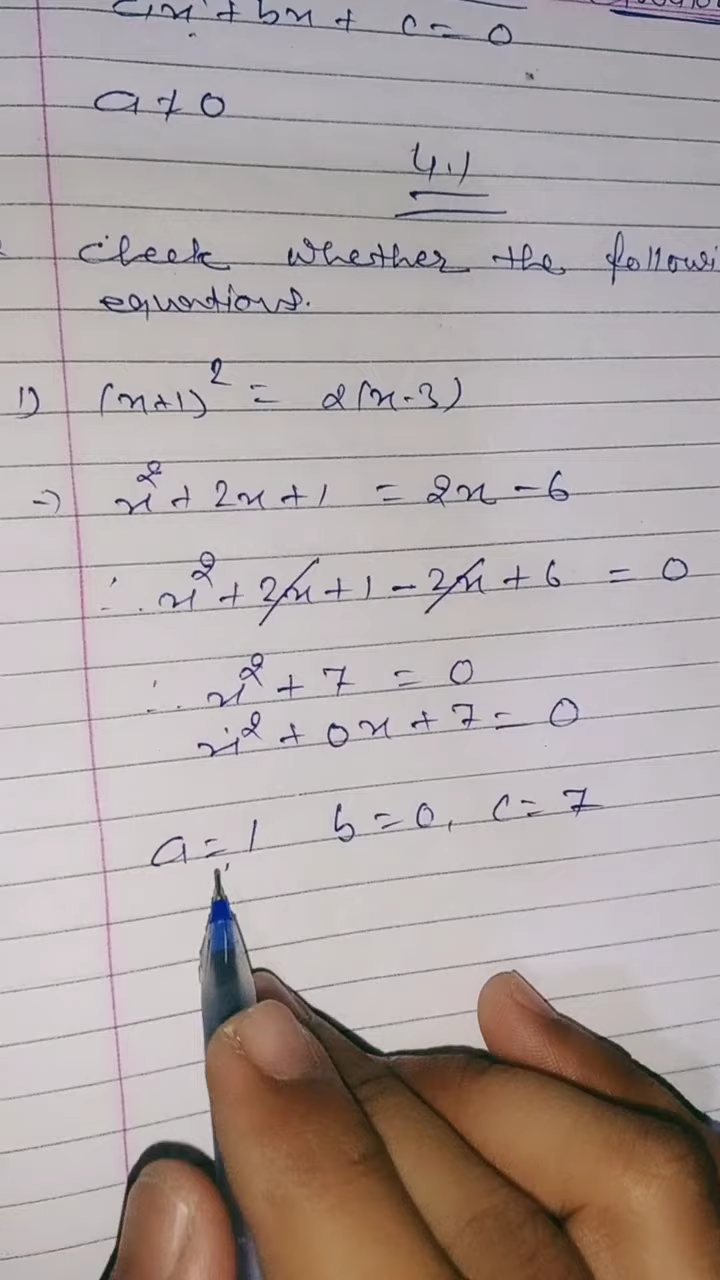 ax² + bx + c = 0
a ≠ 0
4.1
check whether the followi
equations.
1) (x+1)² = 2(x-3)
→ x² + 2x + 1 = 2x - 6
∴ x² + 2x + 1 - 2x + 6 = 0
∴ x² + 7 = 0
x² + 0x + 7 = 0
a = 1 b = 0, c = 7